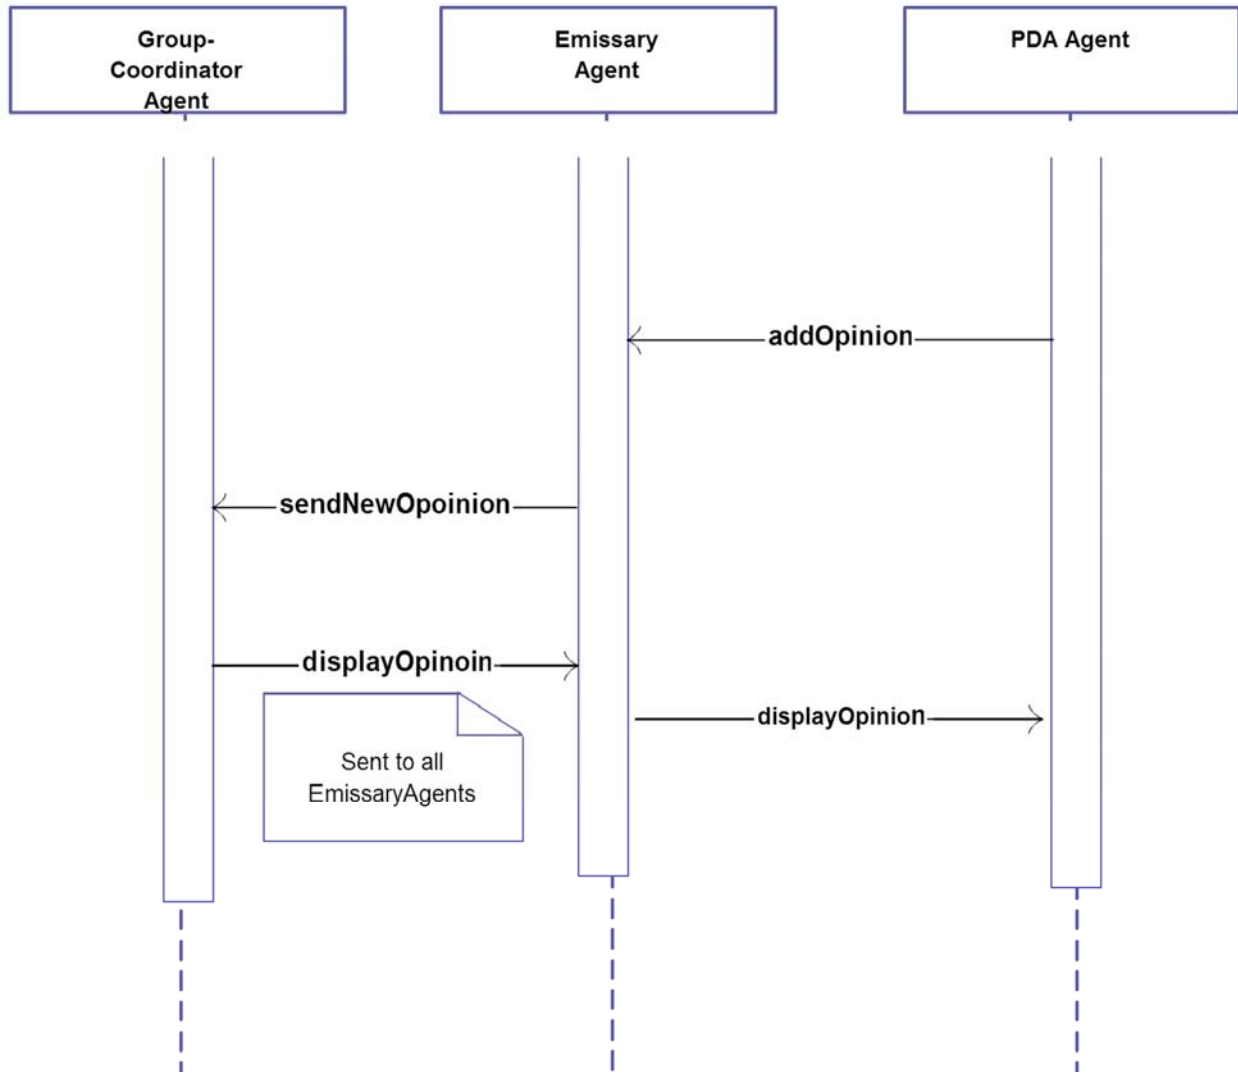 Group-
Coordinator
Agent
Emissary
Agent
PDA Agent
addOpinion
sendNewOpoinion
displayOpinoin
displayOpinion
Sent to all
EmissaryAgents